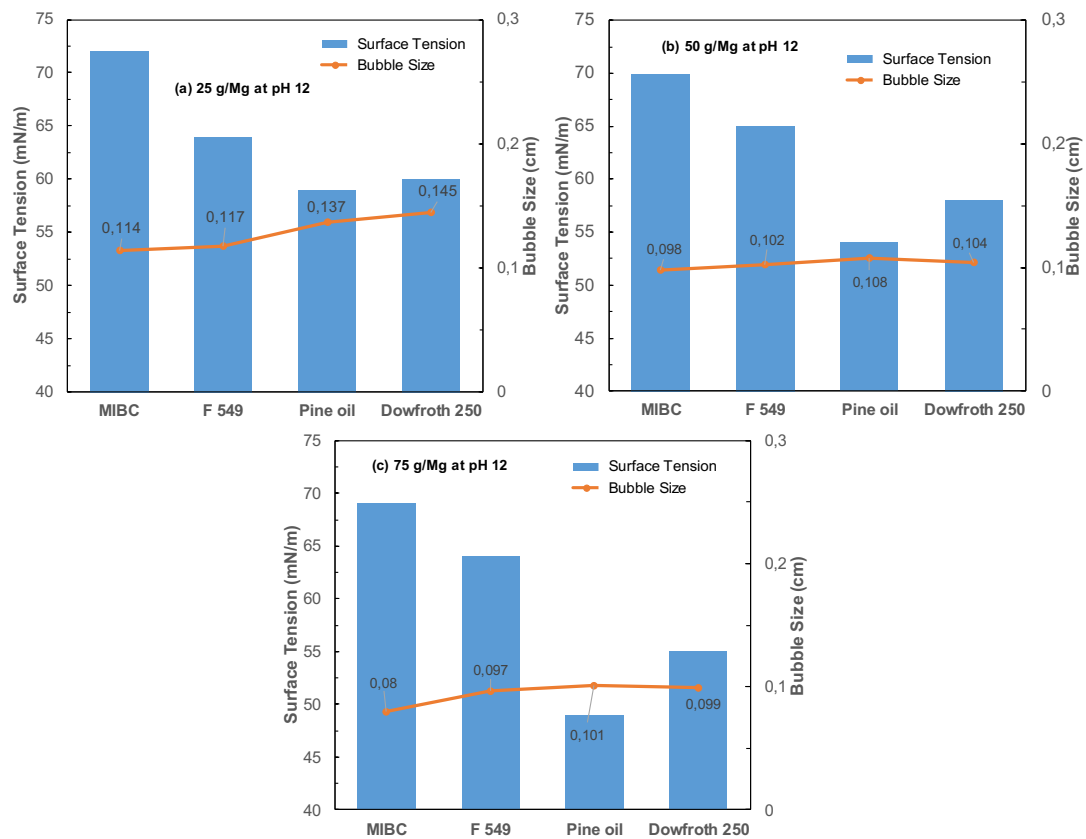 (a) 25 g/Mg at pH 12
Surface Tension
Bubble Size
Surface Tension (mN/m)
75
70
65
60
55
50
45
40
0,114
0,117
0,137
0,145
0,3
0,2
0,1
0
Bubble Size (cm)
MIBC
F 549
Pine oil
Dowfroth 250
(b) 50 g/Mg at pH 12
Surface Tension
Bubble Size
Surface Tension (mN/m)
75
70
65
60
55
50
45
40
0,098
0,102
0,108
0,104
0,3
0,2
0,1
0
Bubble Size (cm)
MIBC
F 549
Pine oil
Dowfroth 250
(c) 75 g/Mg at pH 12
Surface Tension
Bubble Size
Surface Tension (mN/m)
75
70
65
60
55
50
45
40
0,08
0,097
0,101
0,099
0,3
0,2
0,1
0
Bubble Size (cm)
MIBC
F 549
Pine oil
Dowfroth 250